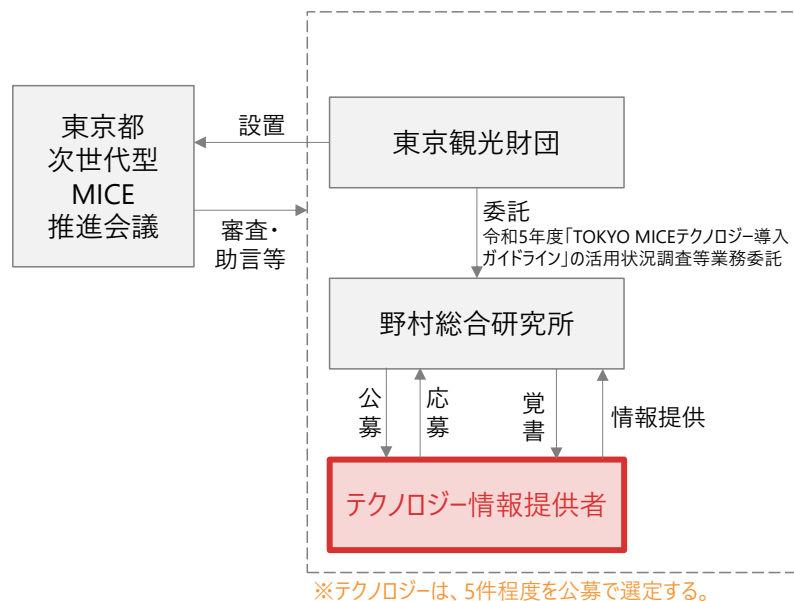 東京都
次世代型
MICE
推進会議
設置
審査・
助言等
東京観光財団
委託
令和5年度「TOKYO MICEテクノロジー導入
ガイドライン」の活用状況調査等業務委託
野村総合研究所
公募
応募
覚書
情報提供
テクノロジー情報提供者
※テクノロジーは、5件程度を公募で選定する。